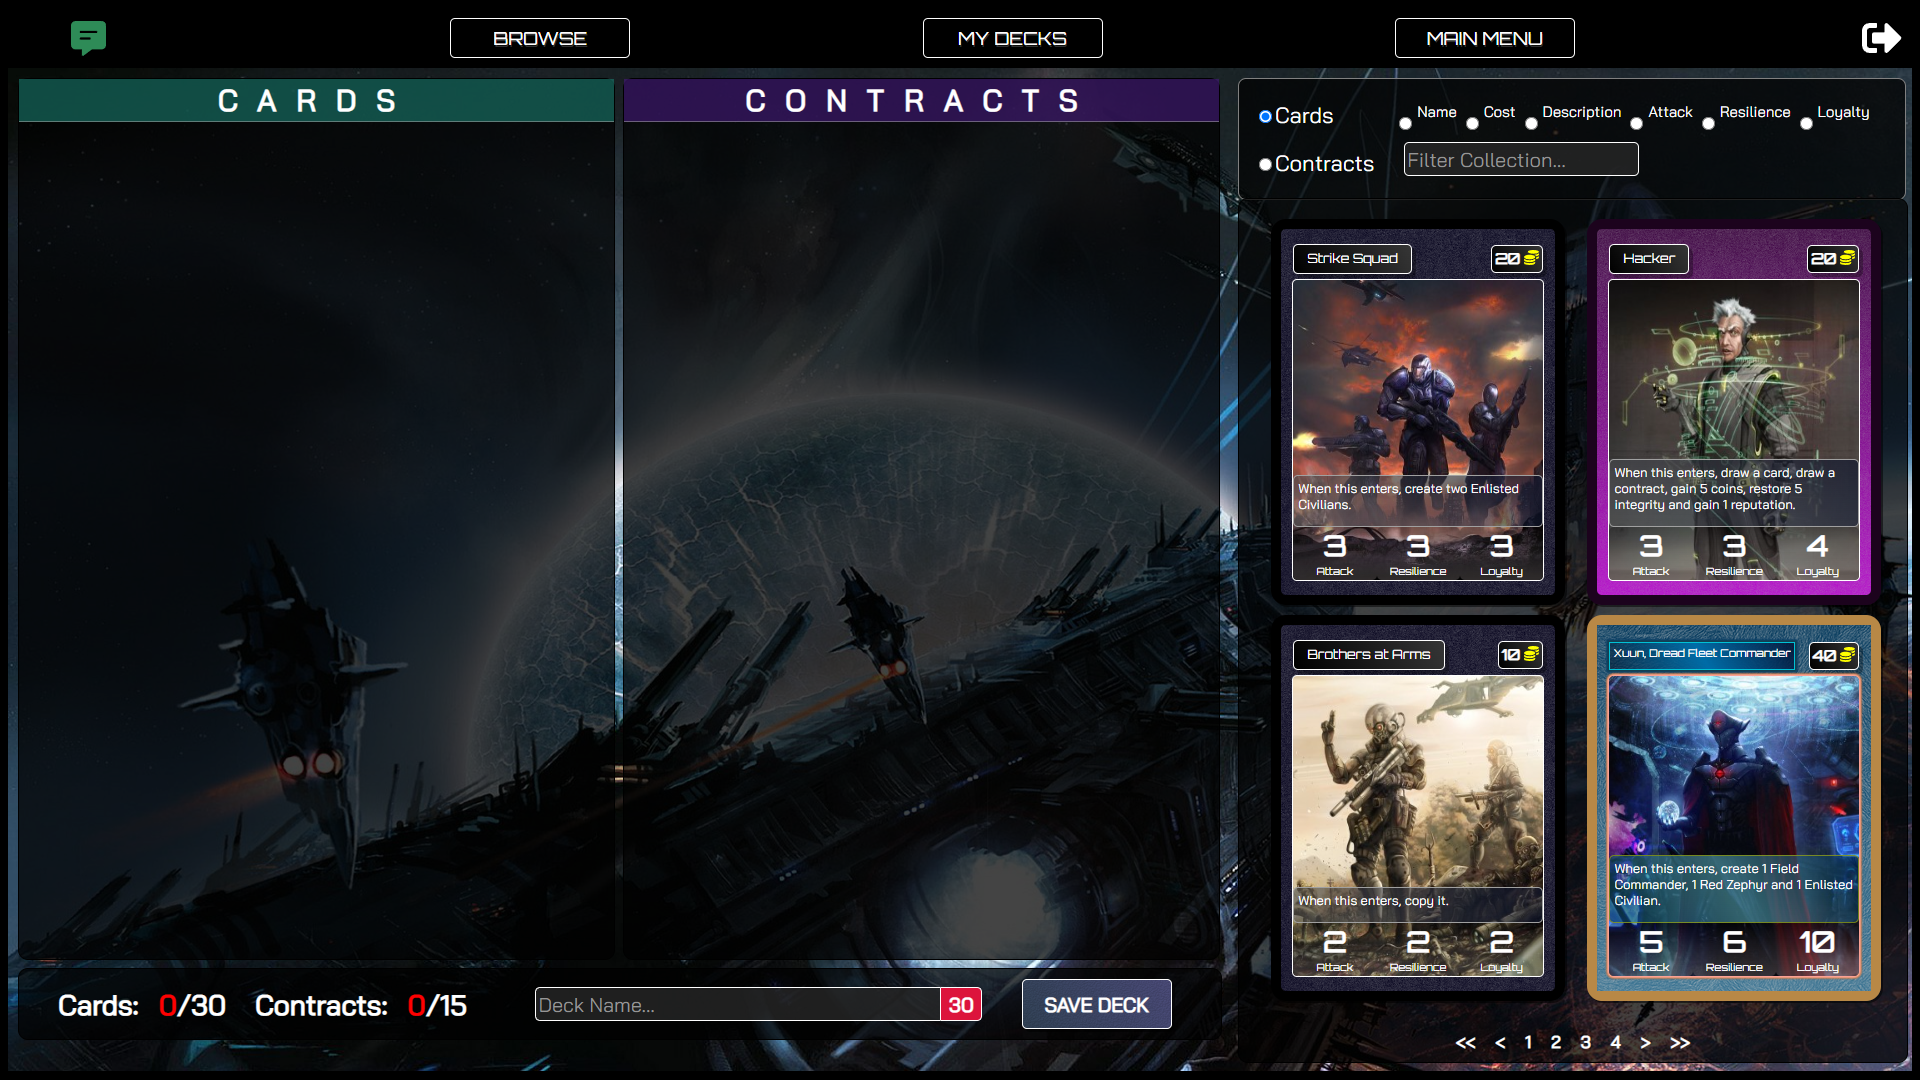 BROWSE
MY DECKS
MAIN MENU
CARDS
CONTRACTS
Cards
Name
Cost
Description
Attack
Resilience
Loyalty
Contracts
Filter Collection...
Strike Squad
20
When this enters, create two Enlisted
Civilians.
3
3
3
Attack
Resilience
Loyalty
Hacker
20
When this enters, draw a card, draw a
contract, gain 5 coins, restore 5
integrity and gain 1 reputation.
3
3
4
Attack
Resilience
Loyalty
Brothers at Arms
10
When this enters, copy it.
2
2
2
Attack
Resilience
Loyalty
Xuun, Dread Fleet Commander
40
When this enters, create 1 Field
Commander, 1 Red Zephyr and 1 Enlisted
Civilian.
5
6
10
Attack
Resilience
Loyalty
Cards: 0/30
Contracts: 0/15
Deck Name...
30
SAVE DECK
<< < 1 2 3 4 > >>